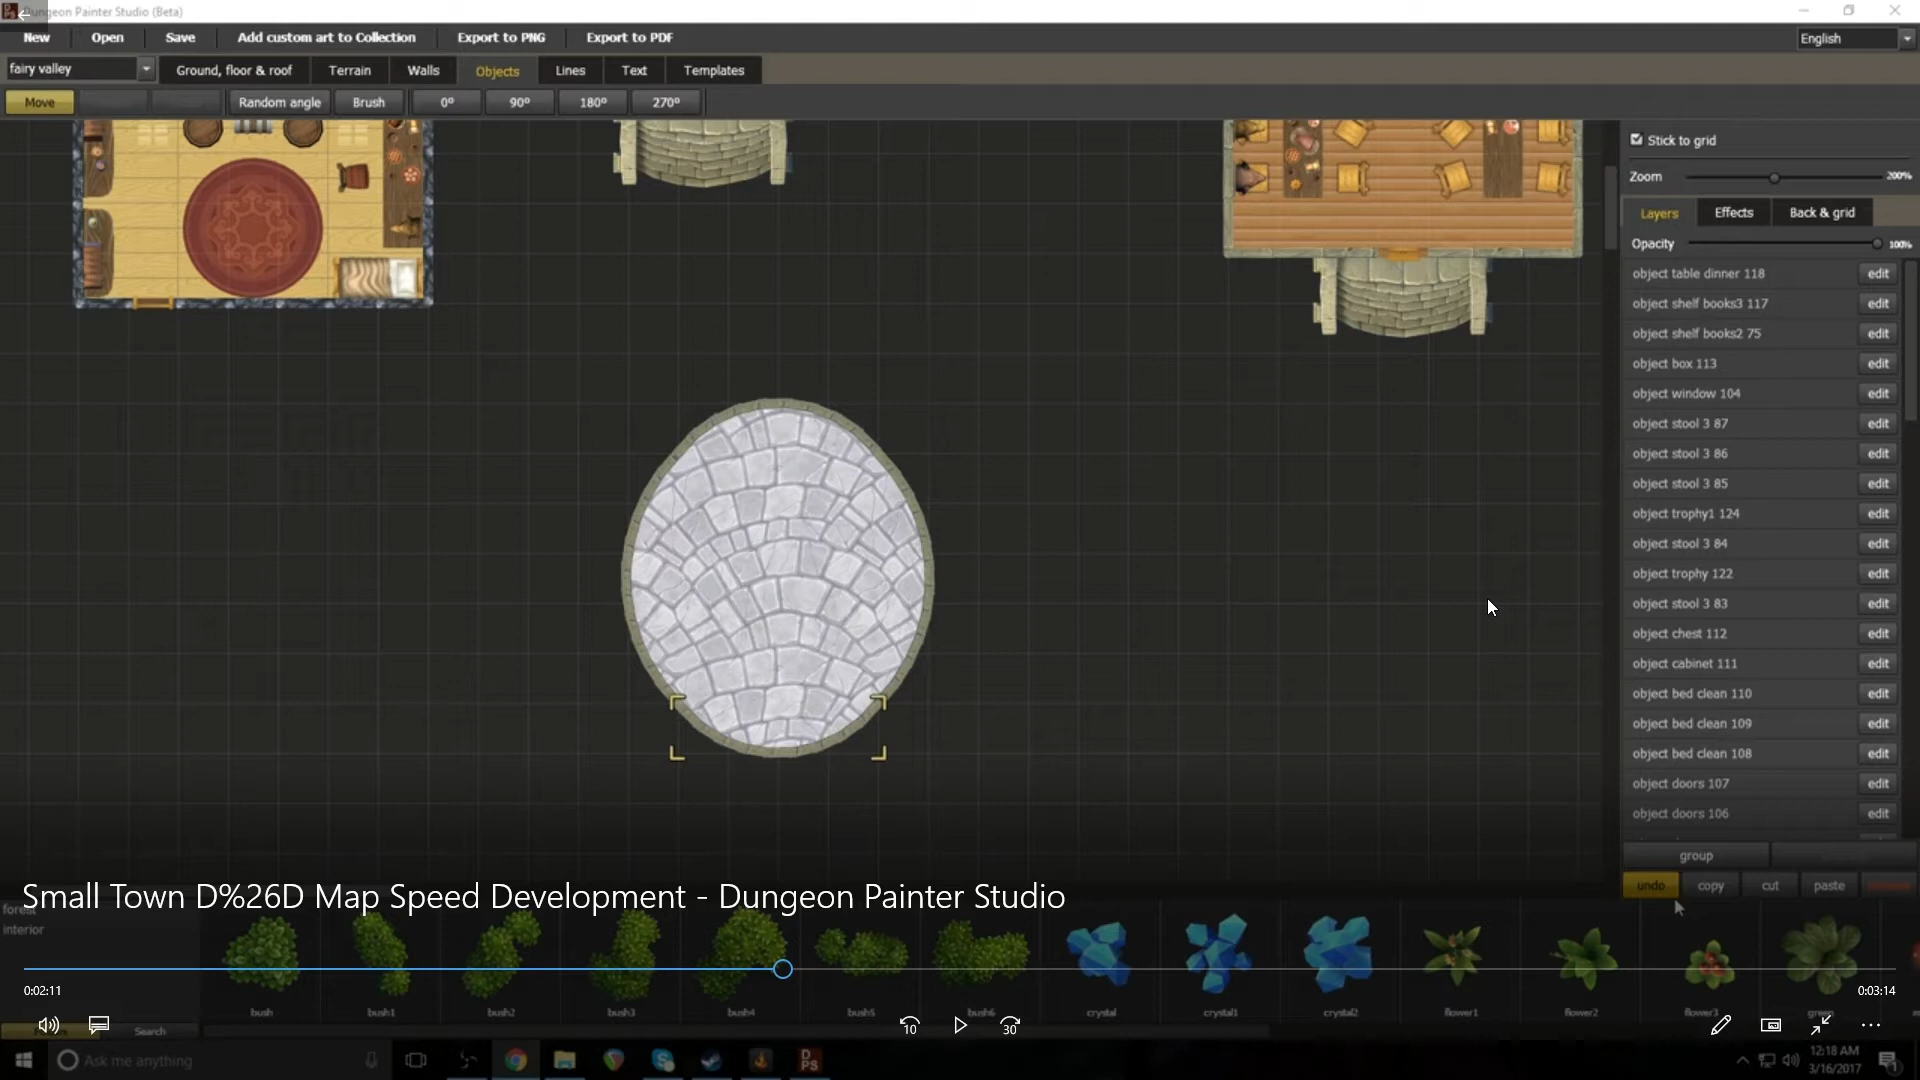 Dungeon Painter Studio (Beta)
New Open Save Add custom art to Collection Export to PNG Export to PDF English
fairy valley Ground, floor & roof Terrain Walls Objects Lines Text Templates
Move Random angle Brush 0º 90º 180º 270º
Stick to grid
Zoom 200%
Layers Effects Back & grid
Opacity 100%
object table dinner 118 edit
object shelf books3 117 edit
object shelf books2 75 edit
object box 113 edit
object window 104 edit
object stool 3 87 edit
object stool 3 86 edit
object stool 3 85 edit
object trophy1 124 edit
object stool 3 84 edit
object trophy 122 edit
object stool 3 83 edit
object chest 112 edit
object cabinet 111 edit
object bed clean 110 edit
object bed clean 109 edit
object bed clean 108 edit
object doors 107 edit
object doors 106 edit
group
undo copy cut paste
Small Town D%26D Map Speed Development - Dungeon Painter Studio
forest
interior
0:02:11 0:03:14
bush bush1 bush2 bush3 bush4 bush5 bush6 crystal crystal1 crystal2 flower1 flower2 flower3
10 30
Search
Ask me anything
DPS
12:18 AM
3/16/2017
1